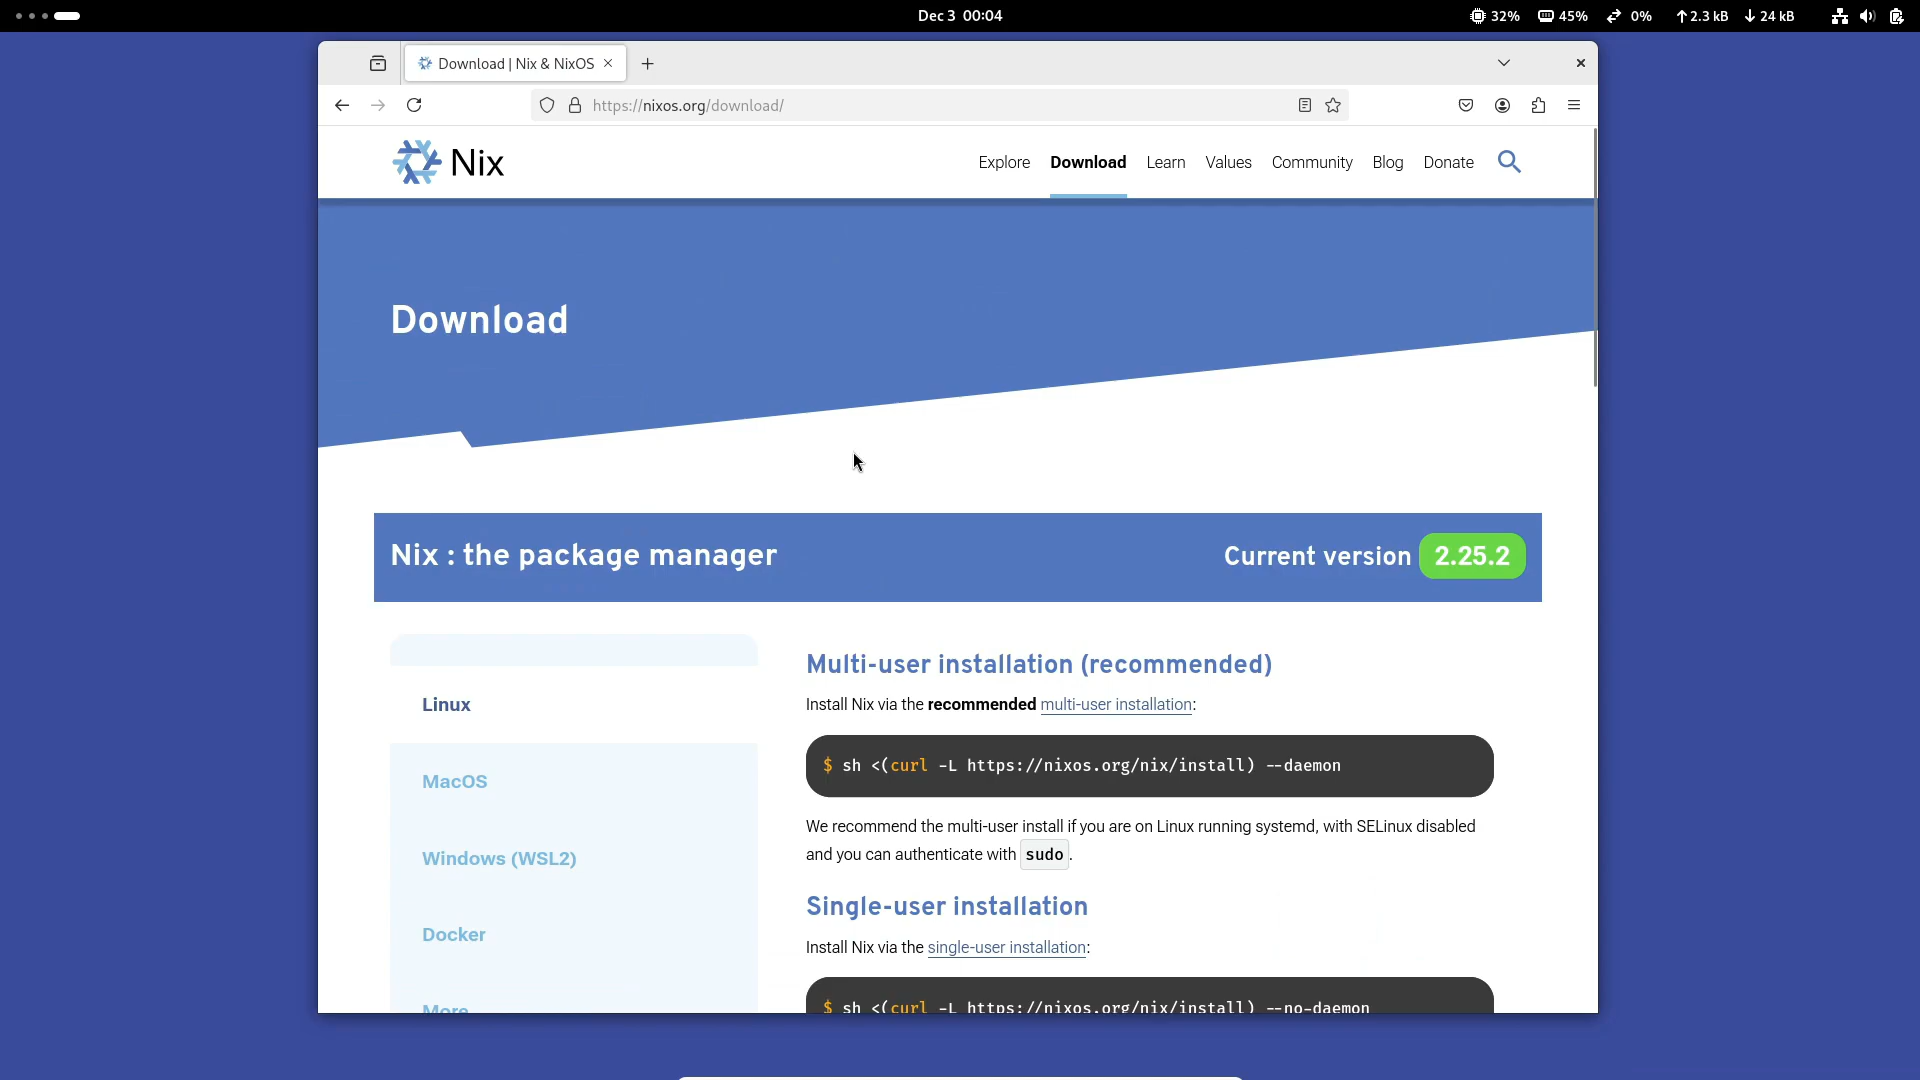 Dec 3 00:04
32% 45% 0% 2.3 kB 24 kB
Download | Nix & NixOS
https://nixos.org/download/
Nix
Explore Download Learn Values Community Blog Donate
Download
Nix : the package manager
Current version 2.25.2
Linux
MacOS
Windows (WSL2)
Docker
More
Multi-user installation (recommended)
Install Nix via the recommended multi-user installation:
$ sh <(curl -L https://nixos.org/nix/install) --daemon
We recommend the multi-user install if you are on Linux running systemd, with SELinux disabled
and you can authenticate with sudo.
Single-user installation
Install Nix via the single-user installation:
$ sh <(curl -L https://nixos.org/nix/install) --no-daemon